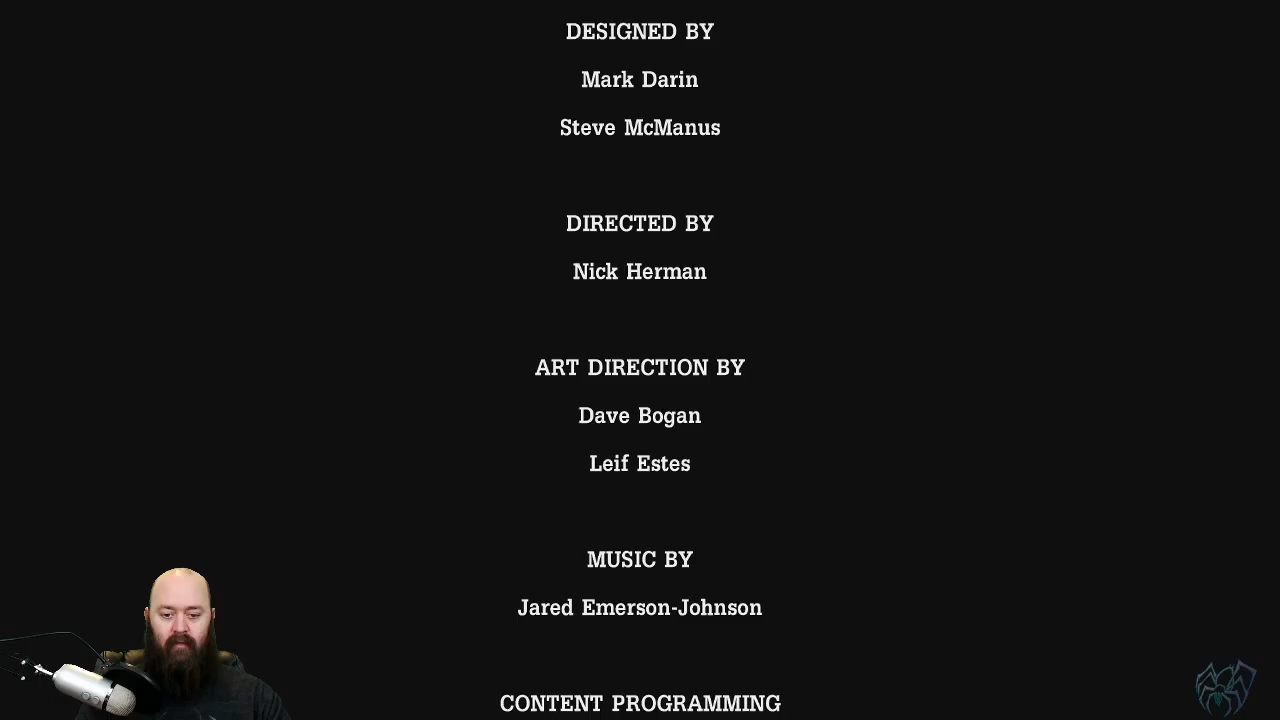 DESIGNED BY
Mark Darin
Steve McManus
DIRECTED BY
Nick Herman
ART DIRECTION BY
Dave Bogan
Leif Estes
MUSIC BY
Jared Emerson-Johnson
CONTENT PROGRAMMING